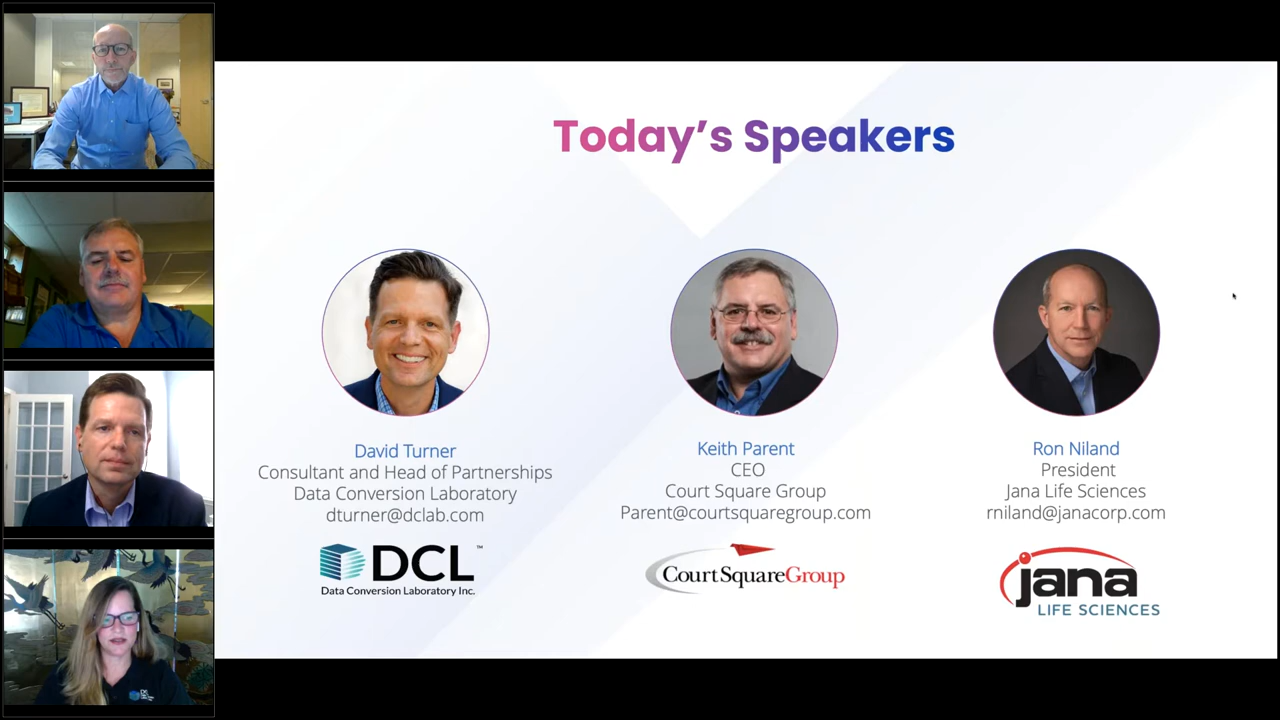 Today's Speakers
David Turner
Consultant and Head of Partnerships
Data Conversion Laboratory
dturner@dclab.com
DCL™
Data Conversion Laboratory Inc.
Keith Parent
CEO
Court Square Group
Parent@courtsquaregroup.com
CourtSquareGroup
Ron Niland
President
Jana Life Sciences
rniland@janacorp.com
jana
LIFE SCIENCES
DCL